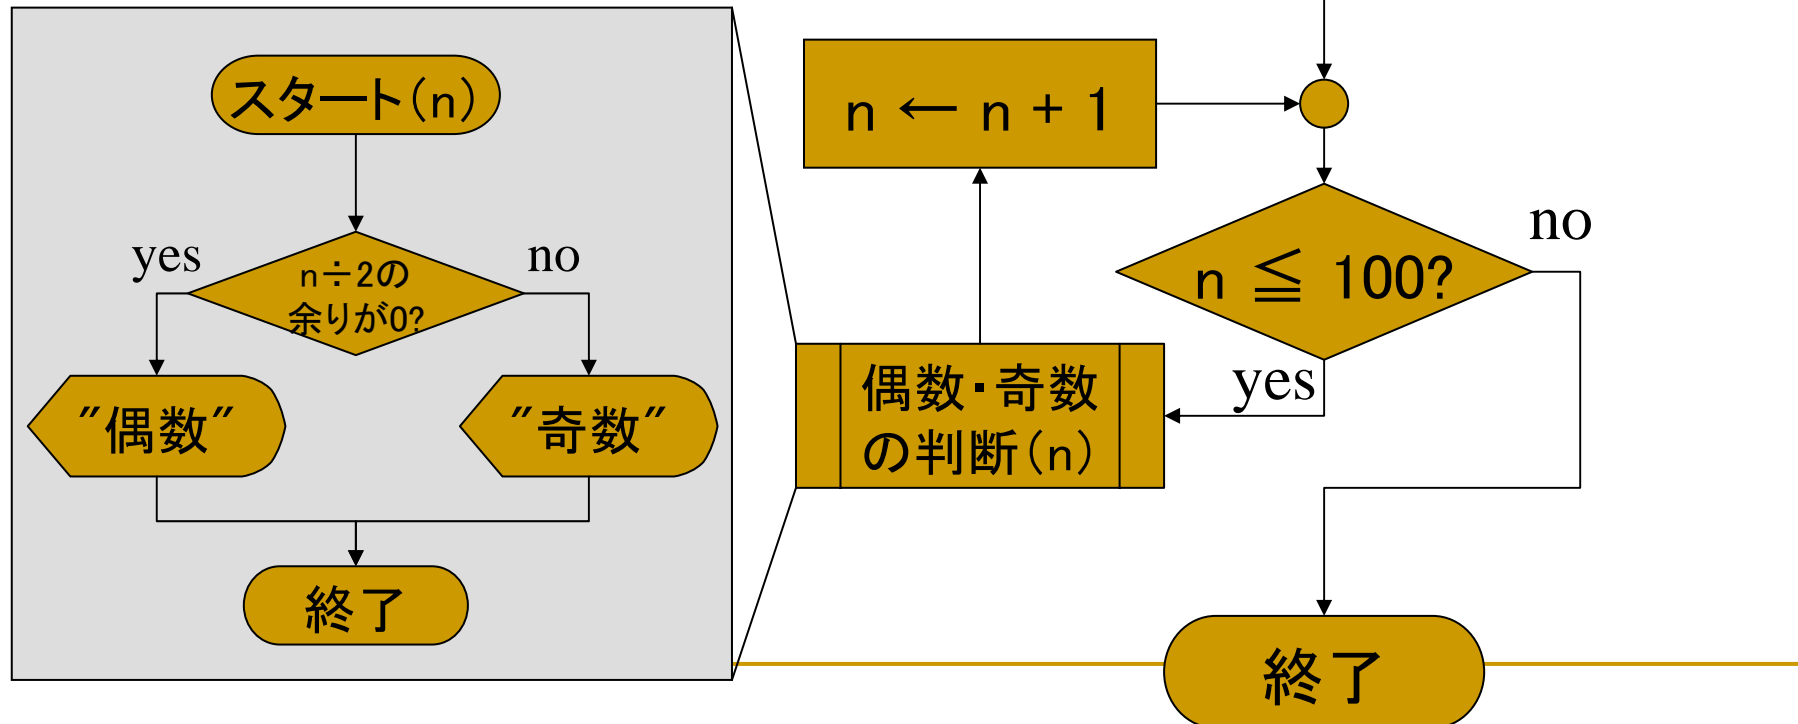 スタート(n)
yes
no
n÷2の
余りが0?
"偶数"
"奇数"
終了
n ← n + 1
n ≦ 100?
no
yes
偶数・奇数
の判断(n)
終了